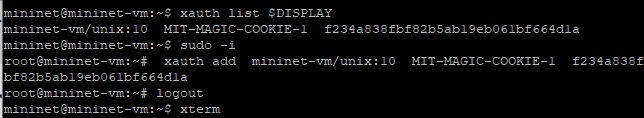 mininet@mininet-vm:~$ xauth list $DISPLAY
mininet-vm/unix:10  MIT-MAGIC-COOKIE-1  f234a838fbf82b5ab19eb061bf664d1a
mininet@mininet-vm:~$ sudo -i
root@mininet-vm:~#  xauth add  mininet-vm/unix:10  MIT-MAGIC-COOKIE-1  f234a838f
bf82b5ab19eb061bf664d1a
root@mininet-vm:~# logout
mininet@mininet-vm:~$ xterm